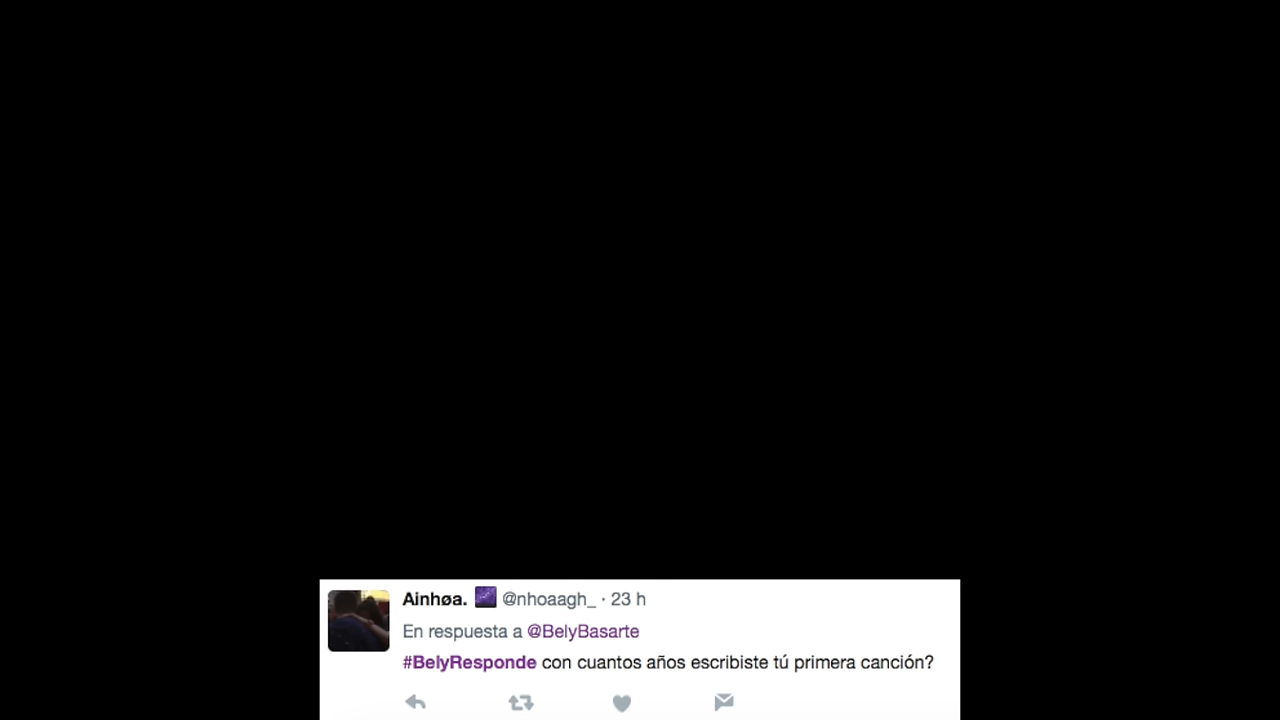 Ainhøa. @nhoaagh_ · 23 h
En respuesta a @BelyBasarte
#BelyResponde con cuantos años escribiste tú primera canción?